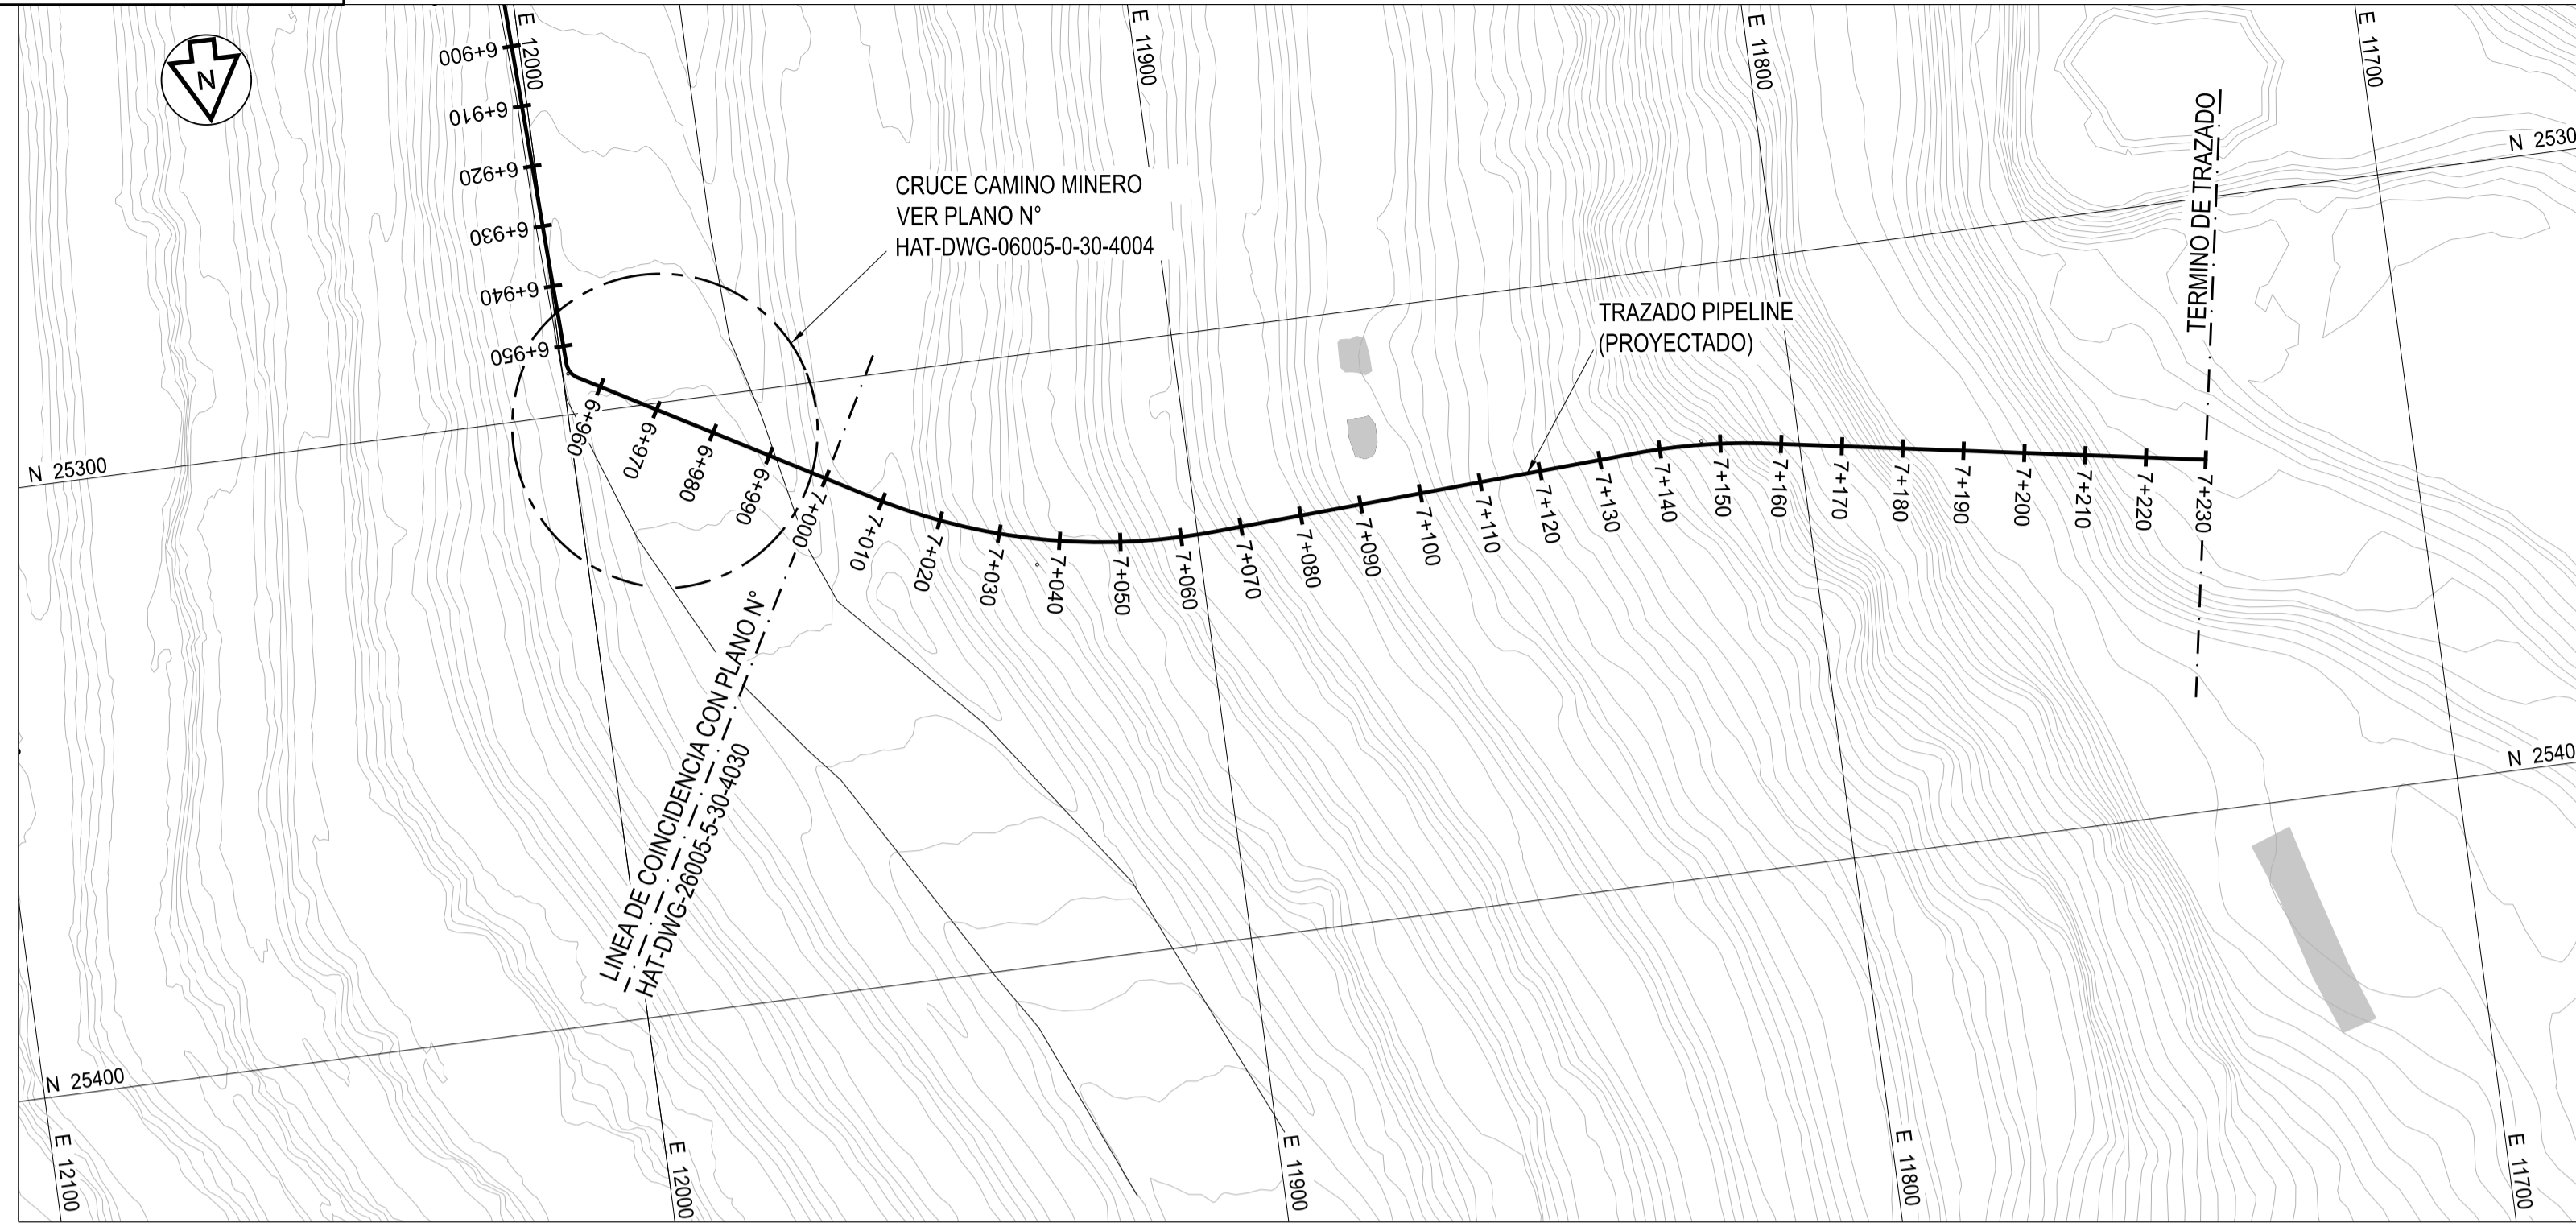 N
E 12000
E 11900
E 11800
E 11700
6+900
6+910
6+920
6+930
6+940
6+950
6+960
6+970
6+980
6+990
7+000
7+010
7+020
7+030
7+040
7+050
7+060
7+070
7+080
7+090
7+100
7+110
7+120
7+130
7+140
7+150
7+160
7+170
7+180
7+190
7+200
7+210
7+220
7+230
CRUCE CAMINO MINERO
VER PLANO N°
HAT-DWG-06005-0-30-4004
TRAZADO PIPELINE
(PROYECTADO)
TERMINO DE TRAZADO
N 2530
N 25300
LINEA DE COINCIDENCIA CON PLANO N°
HAT-DWG-26005-5-30-4030
N 2540
N 25400
E 12100
E 12000
E 11900
E 11800
E 11700